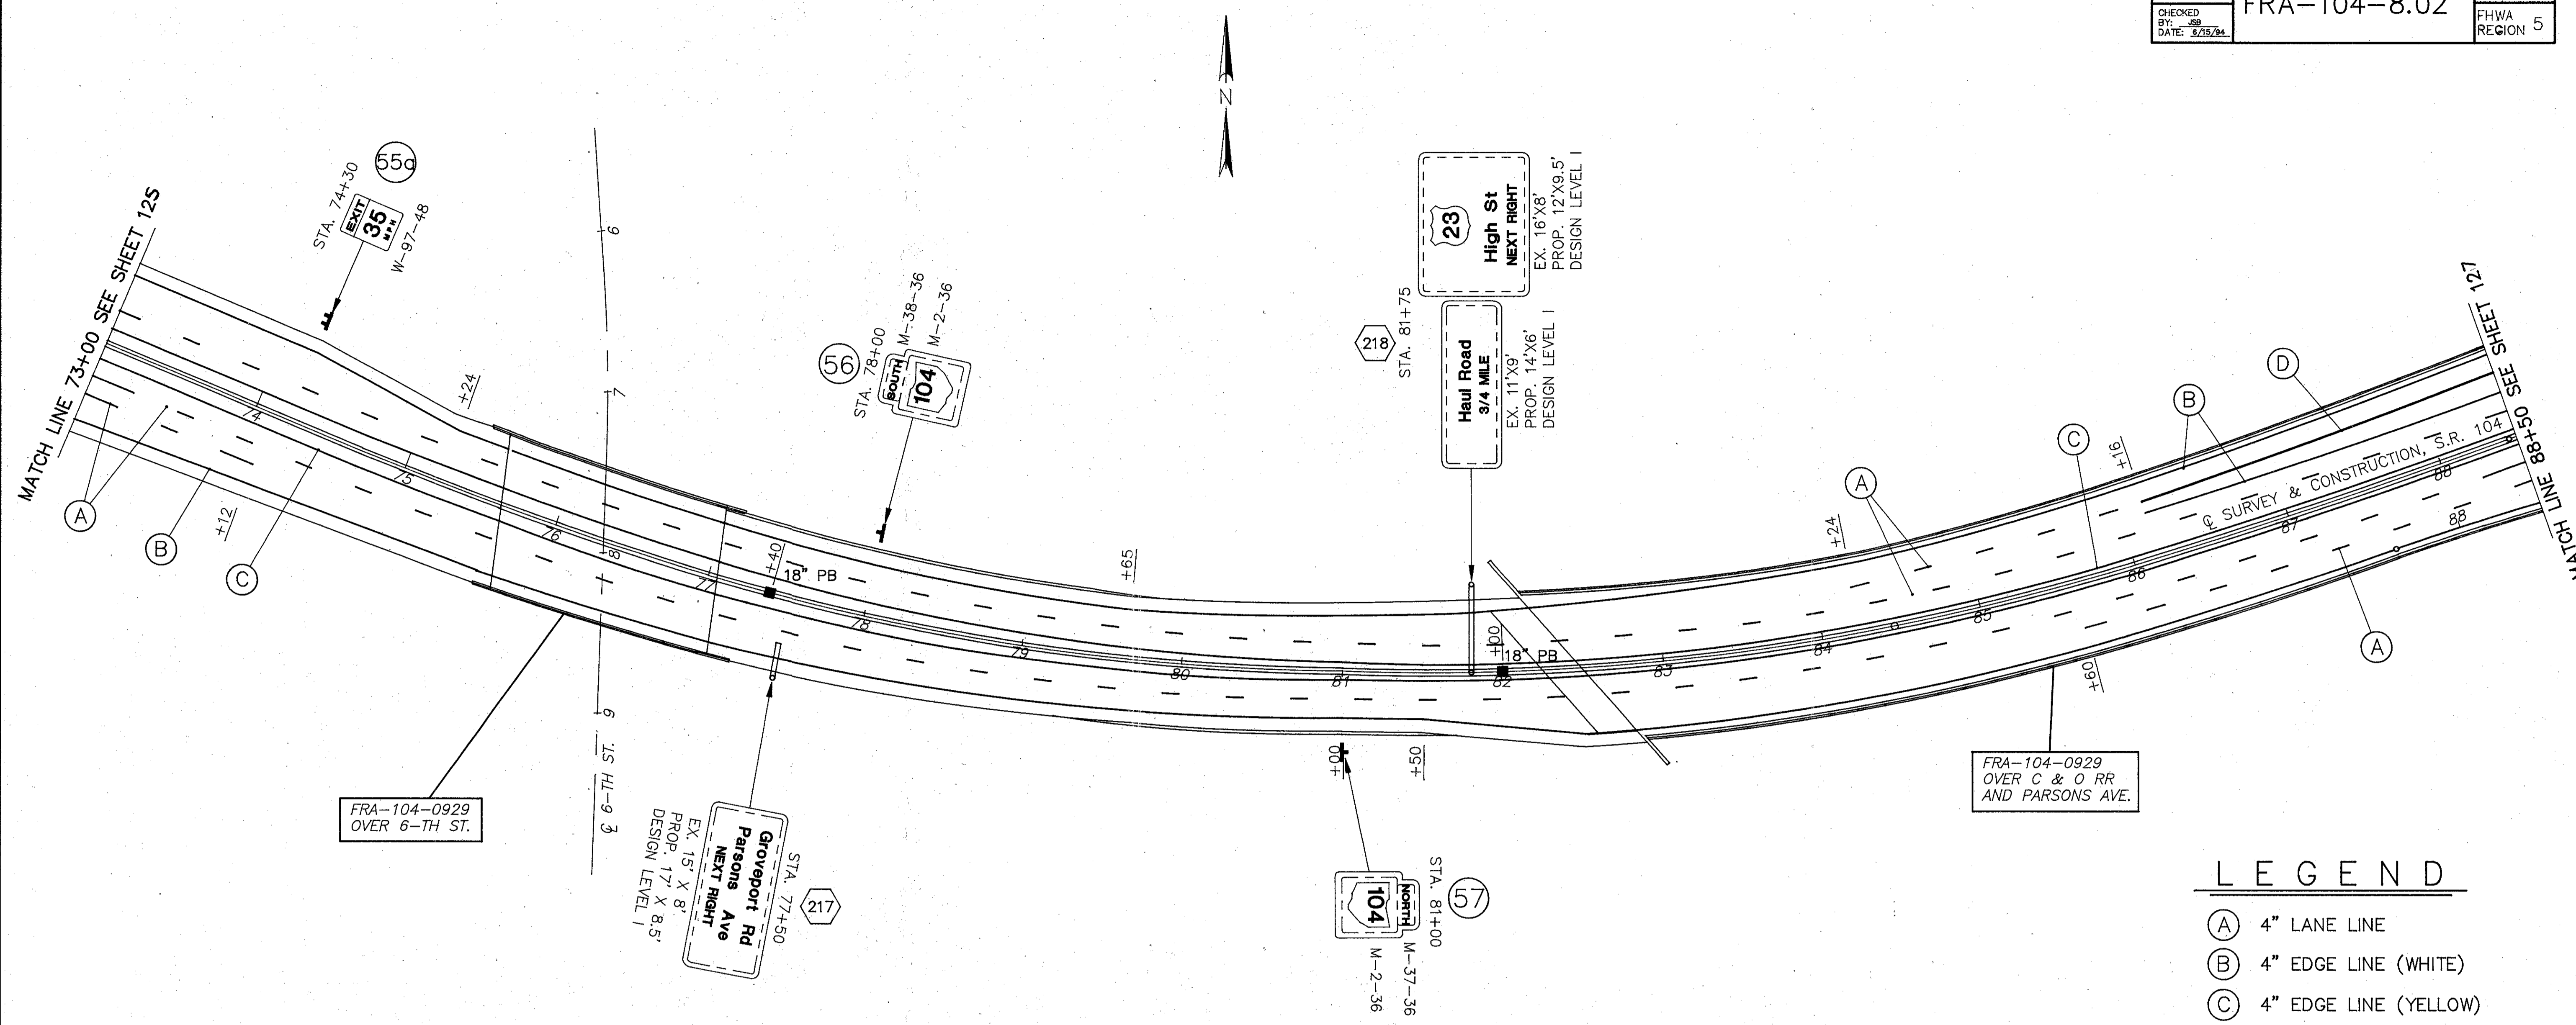 CHECKED
BY: JSB
DATE: 6/15/94
FRA-104-8.02
FHWA
REGION 5
N
MATCH LINE 73+00 SEE SHEET 125
STA. 74+30
55a
EXIT
35
MPH
W-97-48
+24
+12
A
B
C
74
75
76
77
78
79
80
81
82
83
84
85
86
87
88
88
6
7
8
9
℄ 6-TH ST.
FRA-104-0929
OVER 6-TH ST.
+40
18" PB
56
STA. 78+00
M-38-36
M-2-36
SOUTH
104
+65
217
STA. 77+50
Groveport Rd
Parsons Ave
NEXT RIGHT
EX. 15' X 8'
PROP. 17' X 8.5'
DESIGN LEVEL I
218
STA. 81+75
23
High St
NEXT RIGHT
EX. 16'X8'
PROP. 12'X9.5'
DESIGN LEVEL I
Haul Road
3/4 MILE
EX. 11'X9'
PROP. 14'X6'
DESIGN LEVEL I
+00
18" PB
+00
+50
57
STA. 81+00
NORTH
104
M-37-36
M-2-36
+24
A
C
+16
B
D
℄ SURVEY & CONSTRUCTION, S.R. 104
MATCH LINE 88+50 SEE SHEET 127
A
+60
FRA-104-0929
OVER C & O RR
AND PARSONS AVE.
LEGEND
A 4" LANE LINE
B 4" EDGE LINE (WHITE)
C 4" EDGE LINE (YELLOW)